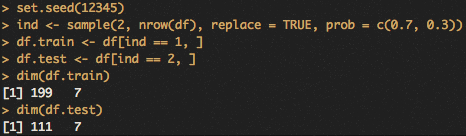 > set.seed(12345)
> ind <- sample(2, nrow(df), replace = TRUE, prob = c(0.7, 0.3))
> df.train <- df[ind == 1, ]
> df.test <- df[ind == 2, ]
> dim(df.train)
[1] 199   7
> dim(df.test)
[1] 111   7